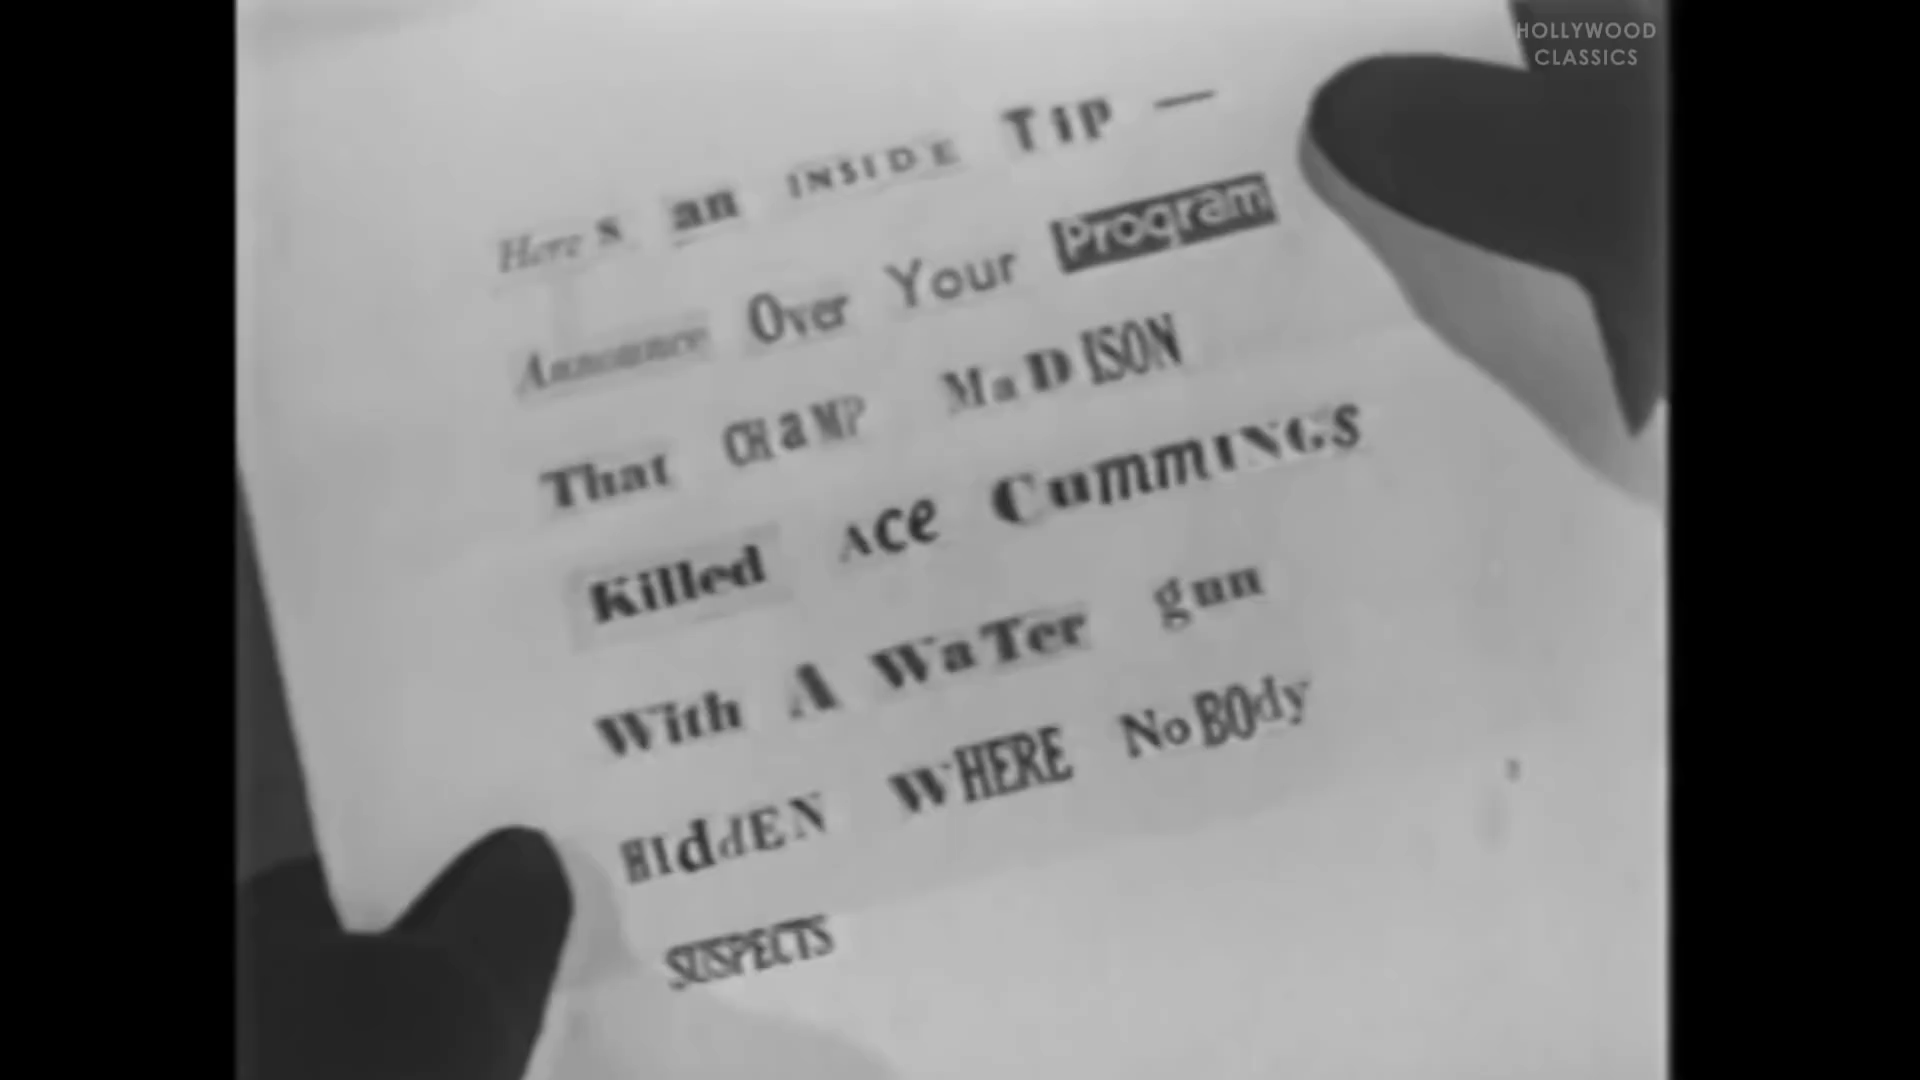 HOLLYWOOD
CLASSICS
Heres an INSIDE TIP —
Announce Over Your Program
That CHaMP MaDISON
Killed ACe CummINGS
With A WaTer gun
HIddEN WHERE NoBOdy
SUSPECTS